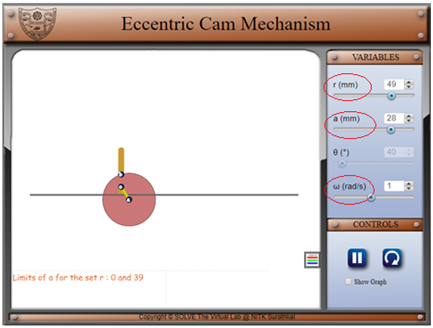 Eccentric Cam Mechanism
VARIABLES
r (mm) 49
a (mm) 28
θ (°) 40
ω (rad/s) 1
CONTROLS
Show Graph
Limits of a for the set r : 0 and 39
Copyright © SOLVE The Virtual Lab @ NITK Surathkal